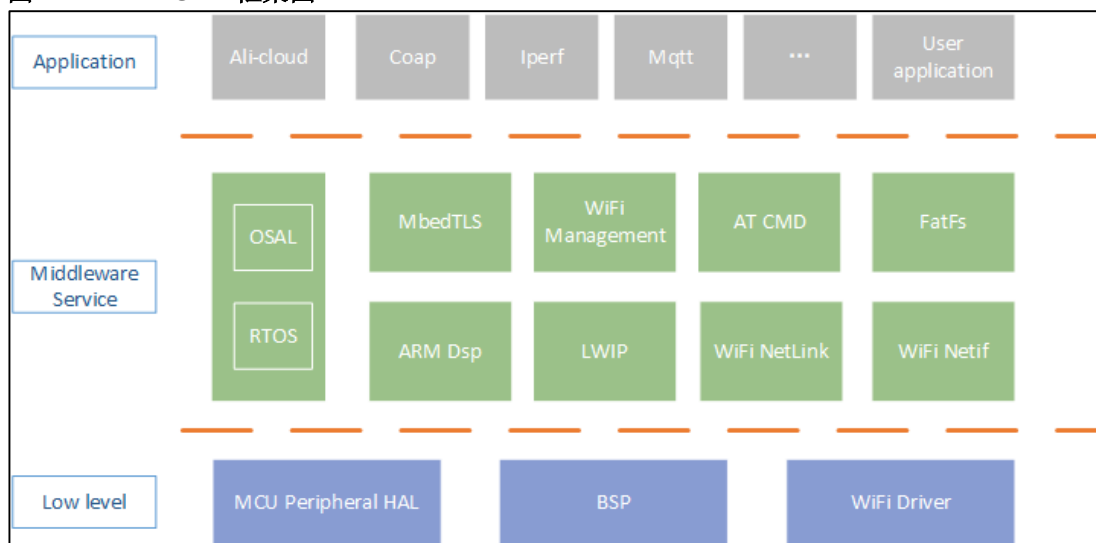 Application
Ali-cloud
Coap
Iperf
Mqtt
...
User
application
Middleware
Service
OSAL
RTOS
MbedTLS
WiFi
Management
AT CMD
FatFs
ARM Dsp
LWIP
WiFi NetLink
WiFi Netif
Low level
MCU Peripheral HAL
BSP
WiFi Driver